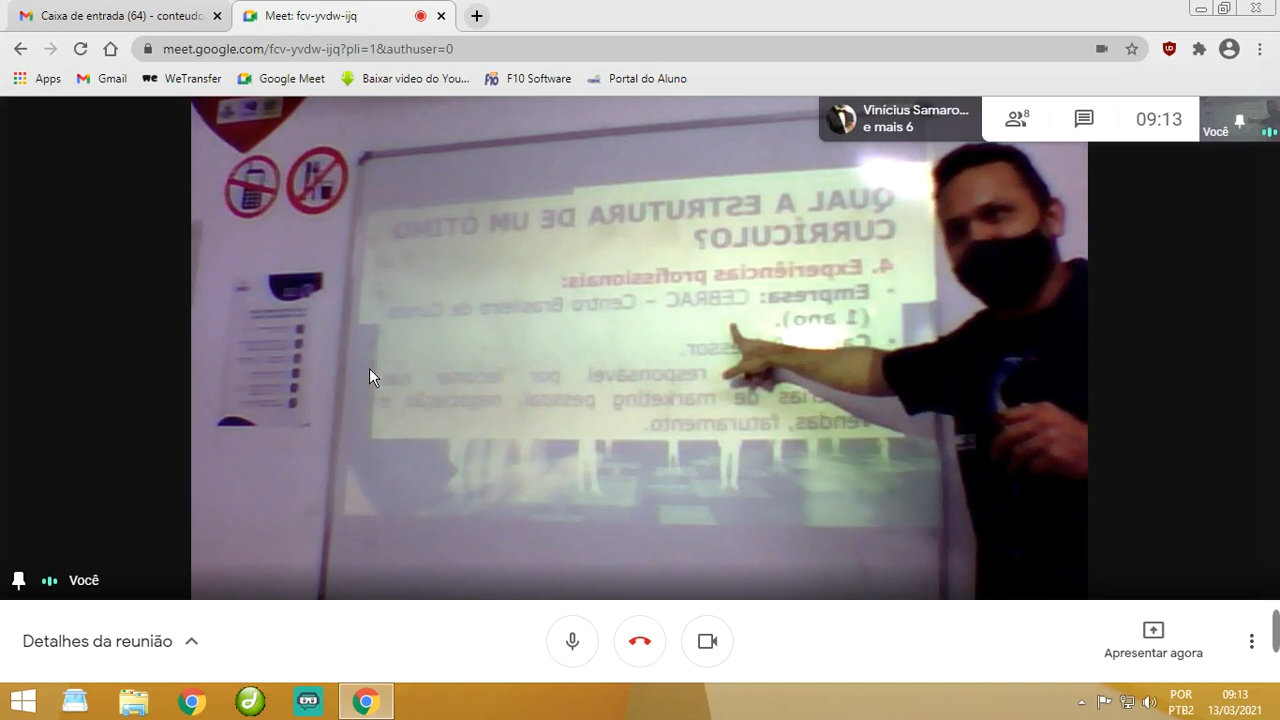 Caixa de entrada (64) - conteudo
Meet: fcv-yvdw-ijq
meet.google.com/fcv-yvdw-ijq?pli=1&authuser=0
Apps
Gmail
WeTransfer
Google Meet
Baixar video do You...
F10 Software
Portal do Aluno
Vinícius Samaro...
e mais 6
8
09:13
Você
QUAL A ESTRUTURA DE UM ÓTIMO
CURRÍCULO?
4. Experiências profissionais:
- Empresa: CEBRAC – Centro Brasileiro de
(1 ano).
responsável por
de marketing pessoal, negociação e
vendas, faturamento.
Você
Detalhes da reunião
Apresentar agora
POR
PTB2
09:13
13/03/2021